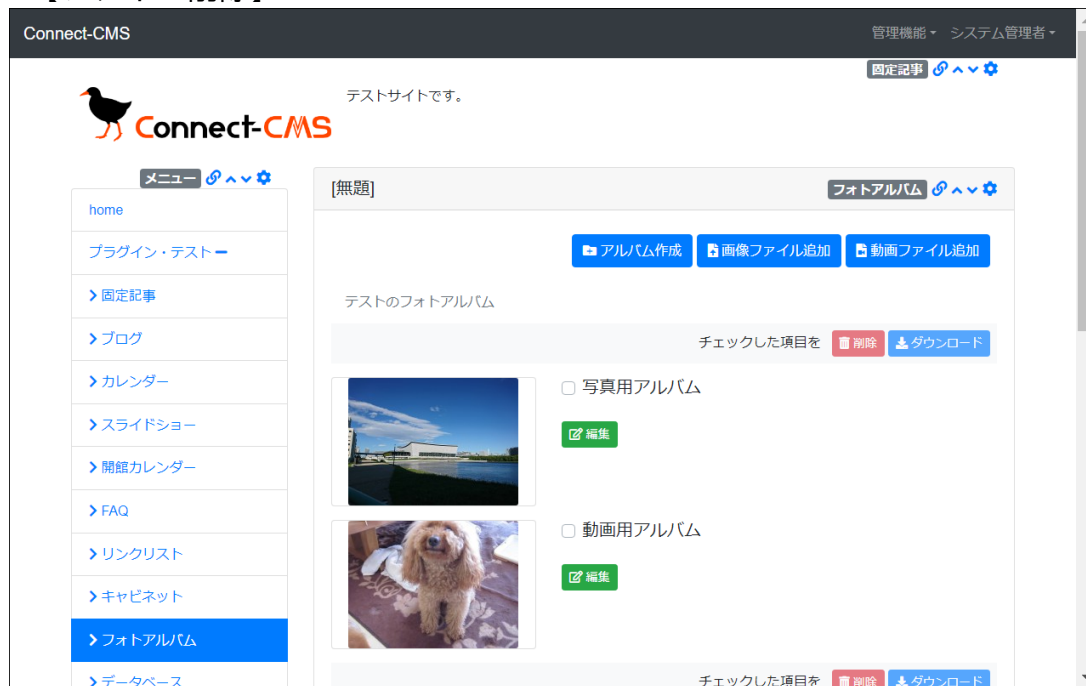 Connect-CMS
管理機能 システム管理者
固定記事
テストサイトです。
Connect-CMS
メニュー
home
プラグイン・テスト
固定記事
ブログ
カレンダー
スライドショー
開館カレンダー
FAQ
リンクリスト
キャビネット
フォトアルバム
データベース
[無題]
フォトアルバム
アルバム作成 画像ファイル追加 動画ファイル追加
テストのフォトアルバム
チェックした項目を 削除 ダウンロード
写真用アルバム
編集
動画用アルバム
編集
チェックした項目を 削除 ダウンロード